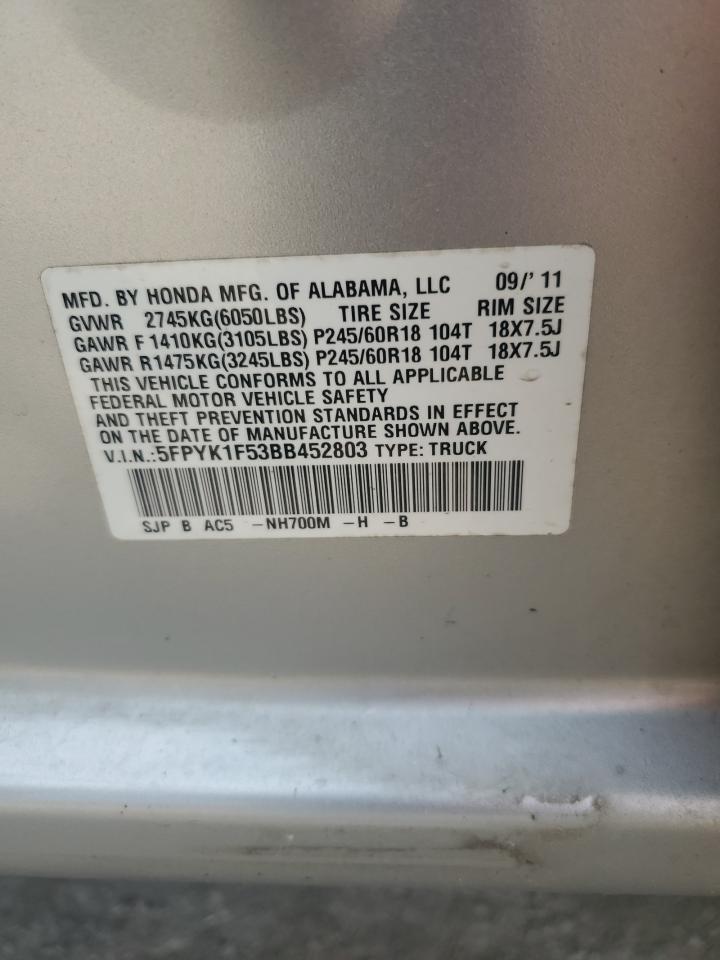 MFD. BY HONDA MFG. OF ALABAMA, LLC 09/'11
GVWR 2745KG(6050LBS) TIRE SIZE RIM SIZE
GAWR F 1410KG(3105LBS) P245/60R18 104T 18X7.5J
GAWR R1475KG(3245LBS) P245/60R18 104T 18X7.5J
THIS VEHICLE CONFORMS TO ALL APPLICABLE
FEDERAL MOTOR VEHICLE SAFETY
AND THEFT PREVENTION STANDARDS IN EFFECT
ON THE DATE OF MANUFACTURE SHOWN ABOVE.
V.I.N.:5FPYK1F53BB452803 TYPE: TRUCK
SJP B AC5 -NH700M -H -B